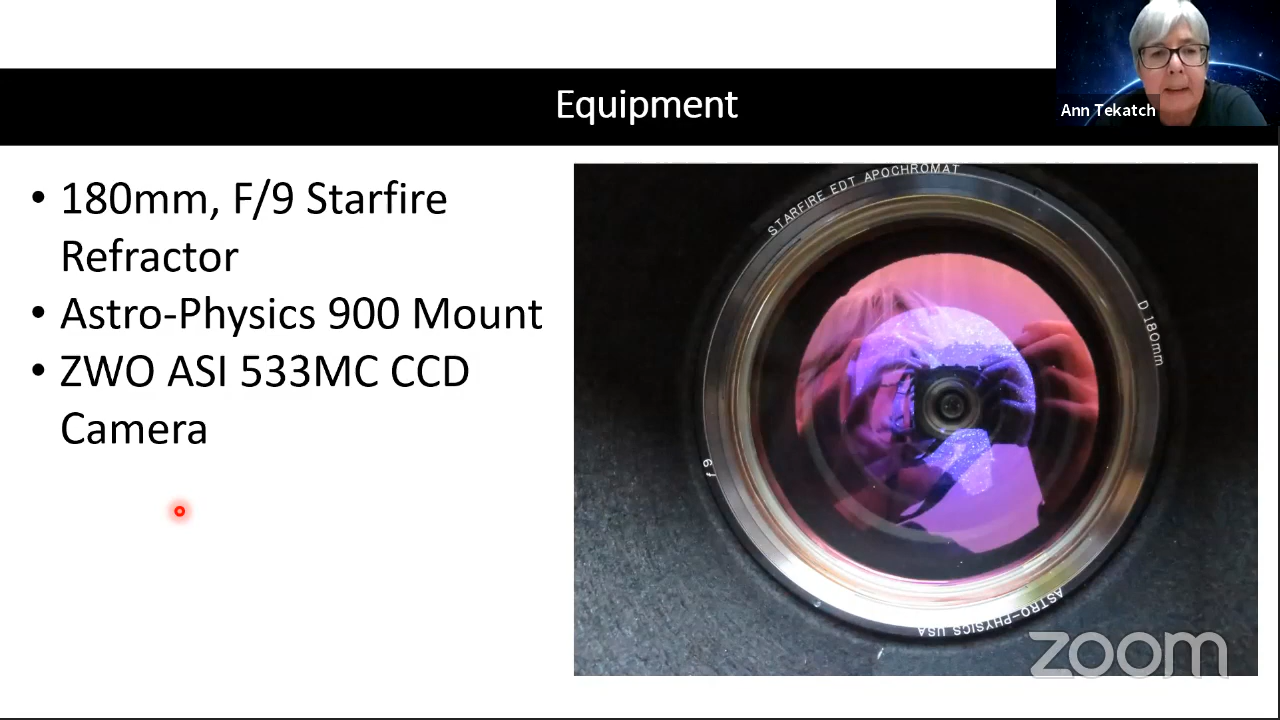 Equipment
Ann Tekatch
• 180mm, F/9 Starfire
Refractor
• Astro-Physics 900 Mount
• ZWO ASI 533MC CCD
Camera
STARFIRE EDT APOCHROMAT
D 180mm
f 9
ASTRO-PHYSICS USA
zoom